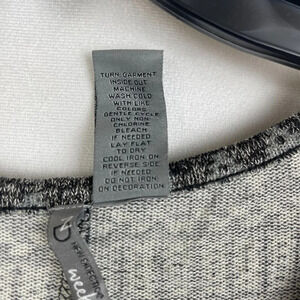 TURN GARMENT
INSIDE OUT
MACHINE
WASH COLD
WITH LIKE
COLORS
GENTLE CYCLE
ONLY NON-
CHLORINE
BLEACH
IF NEEDED
LAY FLAT
TO DRY
COOL IRON ON
REVERSE SIDE
IF NEEDED
DO NOT IRON
ON DECORATION